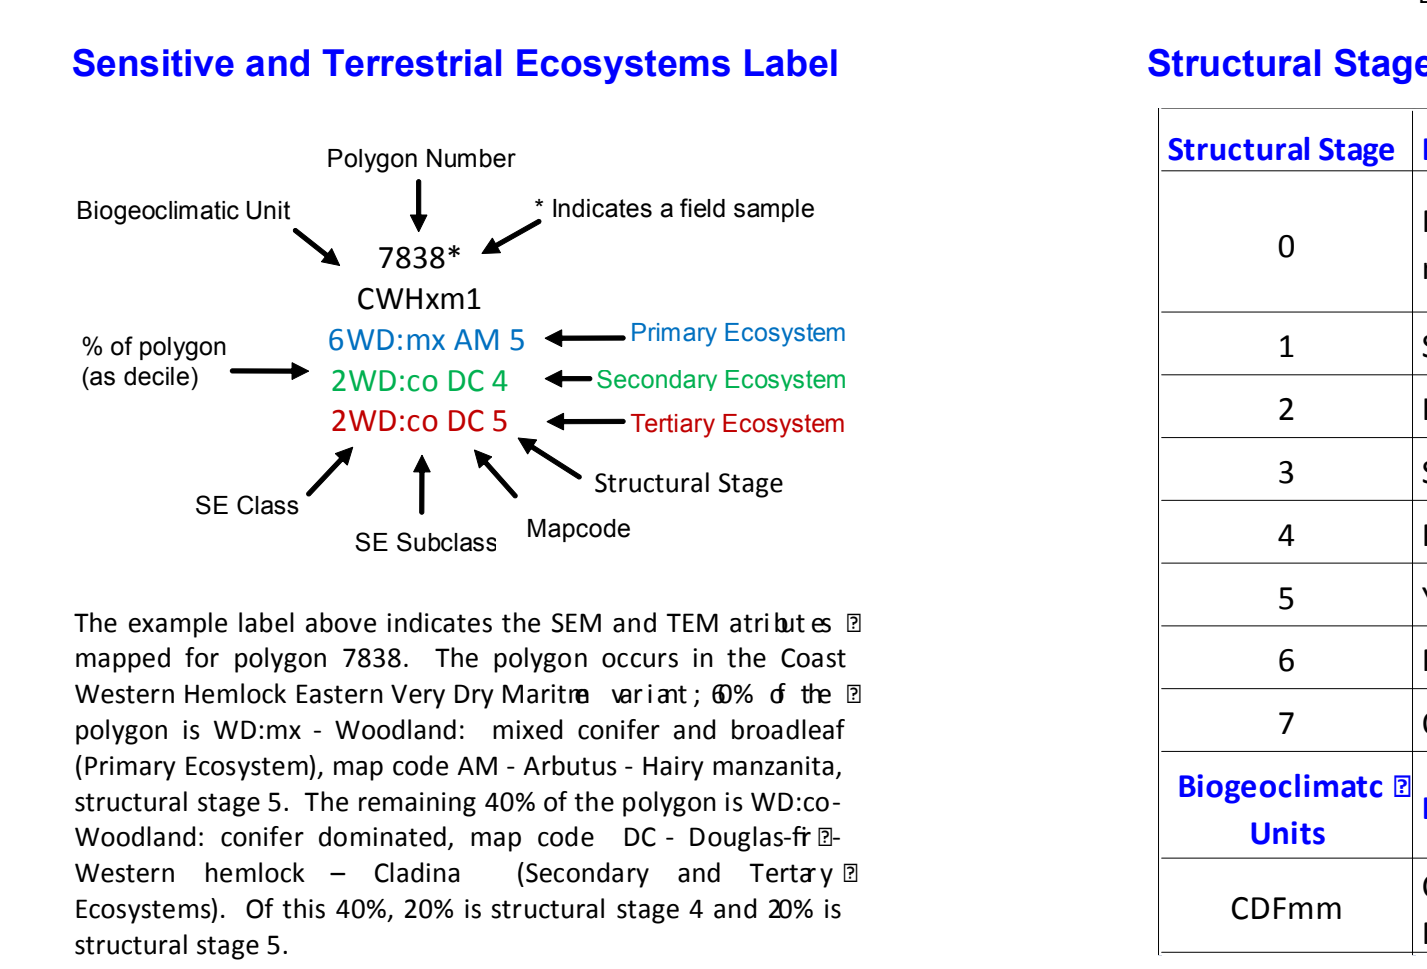 Sensitive and Terrestrial Ecosystems Label
Polygon Number
Biogeoclimatic Unit
* Indicates a field sample
7838*
CWHxm1
6WD:mx AM 5
Primary Ecosystem
% of polygon
(as decile)
2WD:co DC 4
Secondary Ecosystem
2WD:co DC 5
Tertiary Ecosystem
Structural Stage
SE Class
Mapcode
SE Subclass
The example label above indicates the SEM and TEM atributes
mapped for polygon 7838. The polygon occurs in the Coast
Western Hemlock Eastern Very Dry Maritme variant; 60% of the
polygon is WD:mx - Woodland: mixed conifer and broadleaf
(Primary Ecosystem), map code AM - Arbutus - Hairy manzanita,
structural stage 5. The remaining 40% of the polygon is WD:co-
Woodland: conifer dominated, map code DC - Douglas-fir -
Western hemlock – Cladina (Secondary and Tertary
Ecosystems). Of this 40%, 20% is structural stage 4 and 20% is
structural stage 5.
Structural Stage
Structural Stage
0
1
2
3
4
5
6
7
Biogeoclimatc
Units
CDFmm